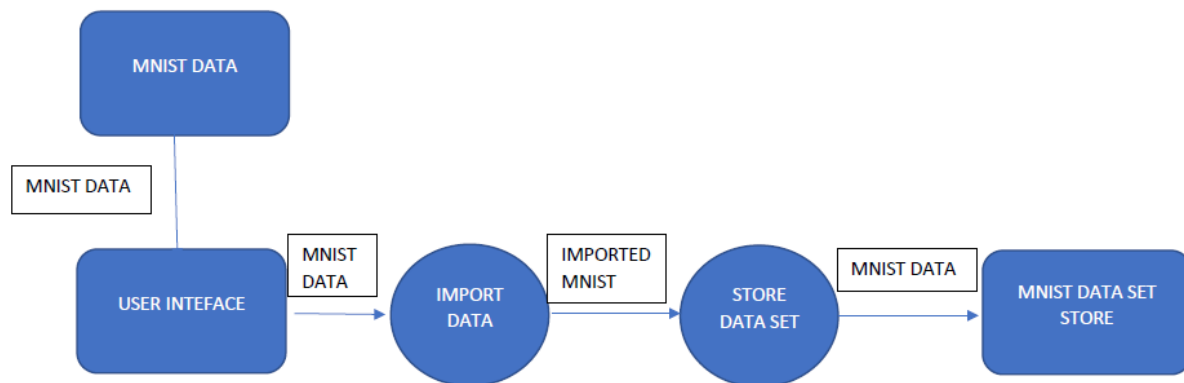 MNIST DATA
MNIST DATA
USER INTEFACE
MNIST
DATA
IMPORT
DATA
IMPORTED
MNIST
STORE
DATA SET
MNIST DATA
MNIST DATA SET
STORE